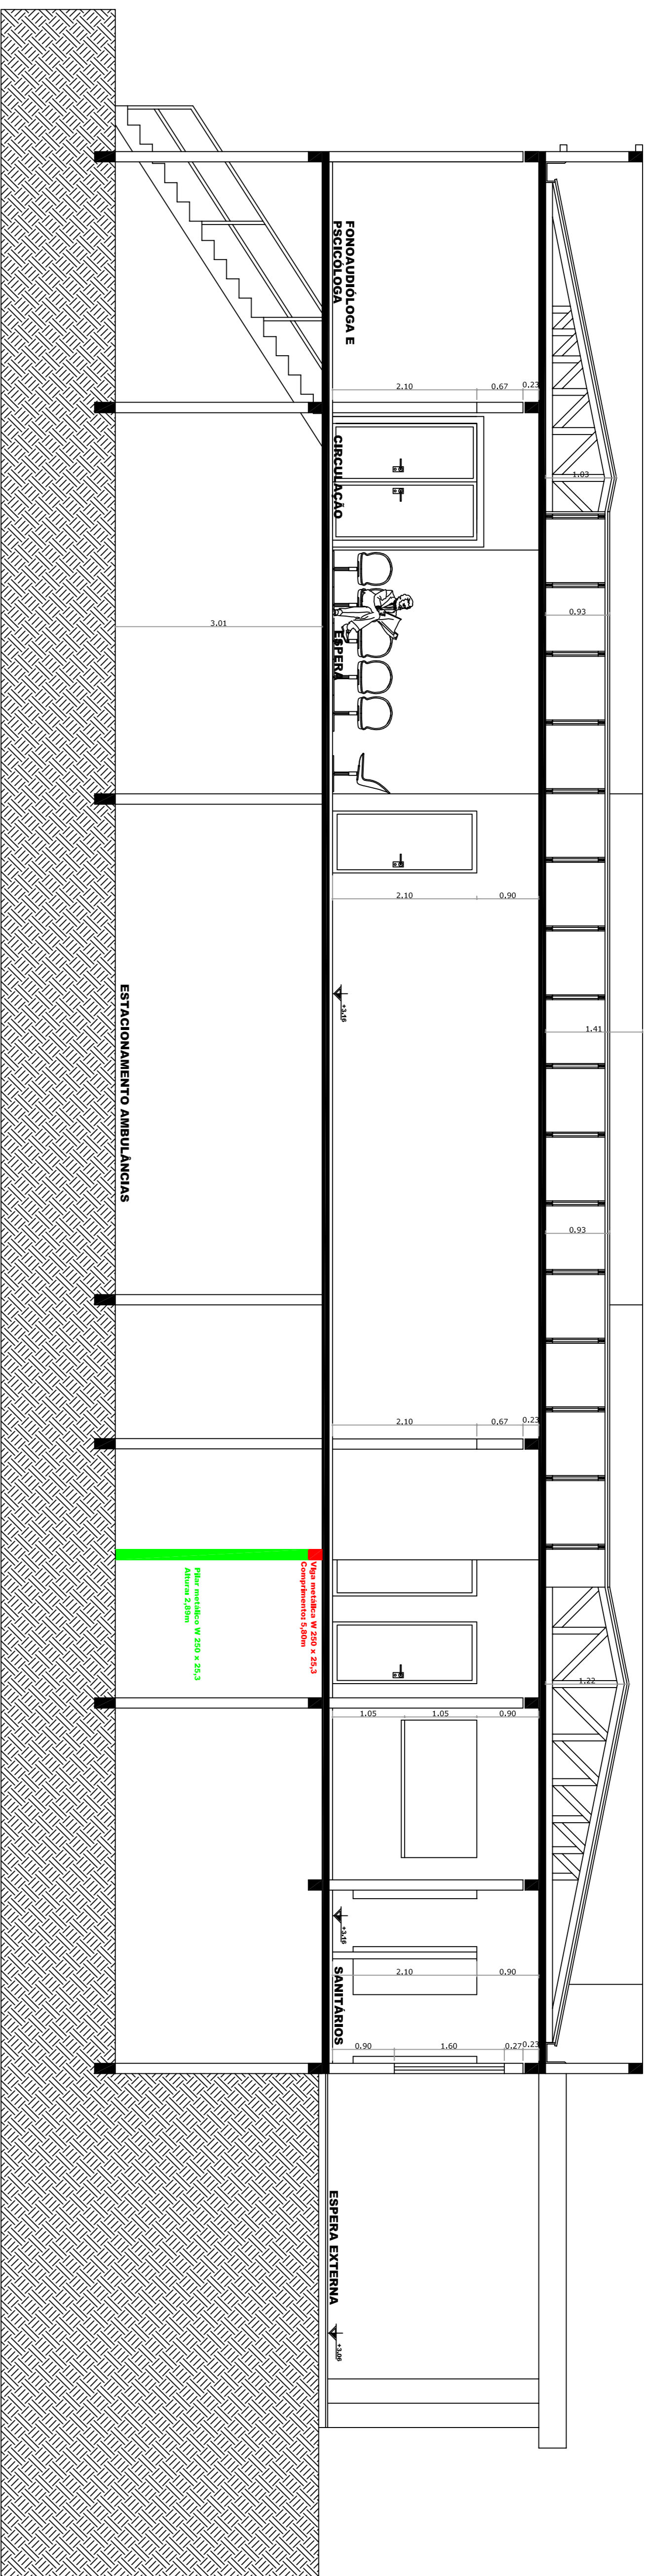 FONOAUDIÓLOGA E
PSCICÓLOGA
2,10
0,67
0,23
CIRCULAÇÃO
1,03
0,93
3,01
ESPERA
2,10
0,90
+3,16
ESTACIONAMENTO AMBULÂNCIAS
1,41
0,93
2,10
0,67
0,23
Viga metálica W 250 x 25,3
Comprimento: 5,80m
Pilar metálico W 250 x 25,3
Altura: 2,89m
1,22
1,05
1,05
0,90
+3,16
SANITÁRIOS
2,10
0,90
0,90
1,60
0,27
0,23
ESPERA EXTERNA
+3,06